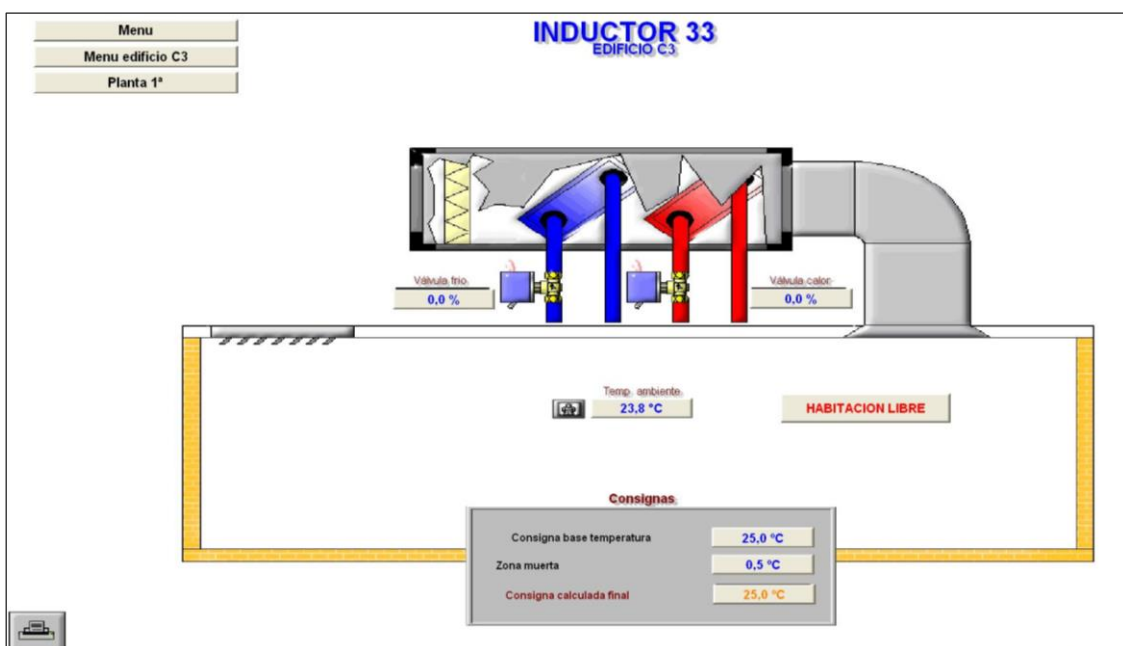 Menu
Menu edificio C3
Planta 1ª
INDUCTOR 33
EDIFICIO C3
Válvula frio
0,0 %
Válvula calor
0,0 %
Temp. ambiente
23,8 °C
HABITACION LIBRE
Consignas
Consigna base temperatura
25,0 °C
Zona muerta
0,5 °C
Consigna calculada final
25,0 °C